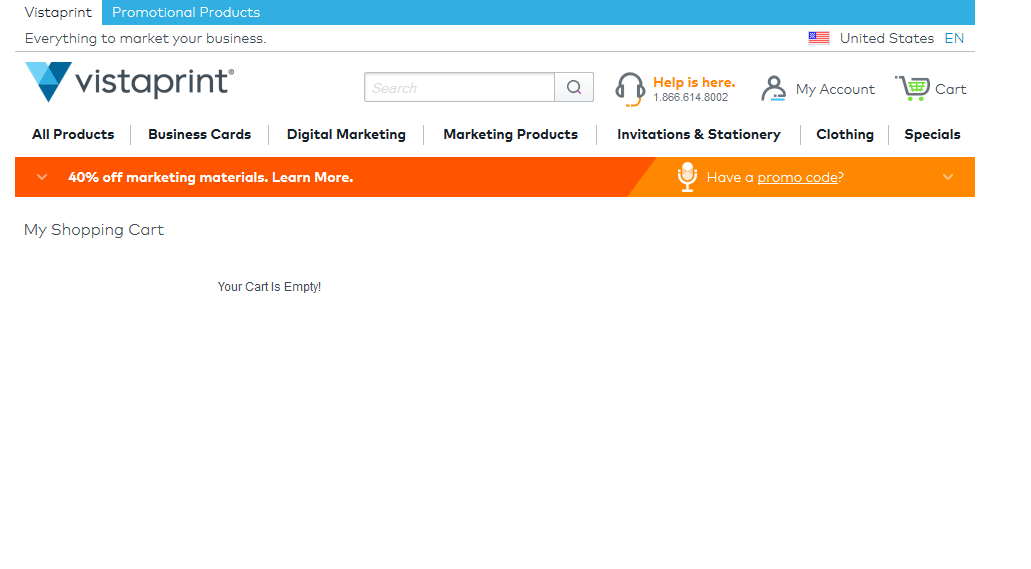 Vistaprint Promotional Products
Everything to market your business. United States EN
vistaprint®
Search
Help is here.
1.866.614.8002
My Account
Cart
All Products Business Cards Digital Marketing Marketing Products Invitations & Stationery Clothing Specials
40% off marketing materials. Learn More. Have a promo code?
My Shopping Cart
Your Cart Is Empty!